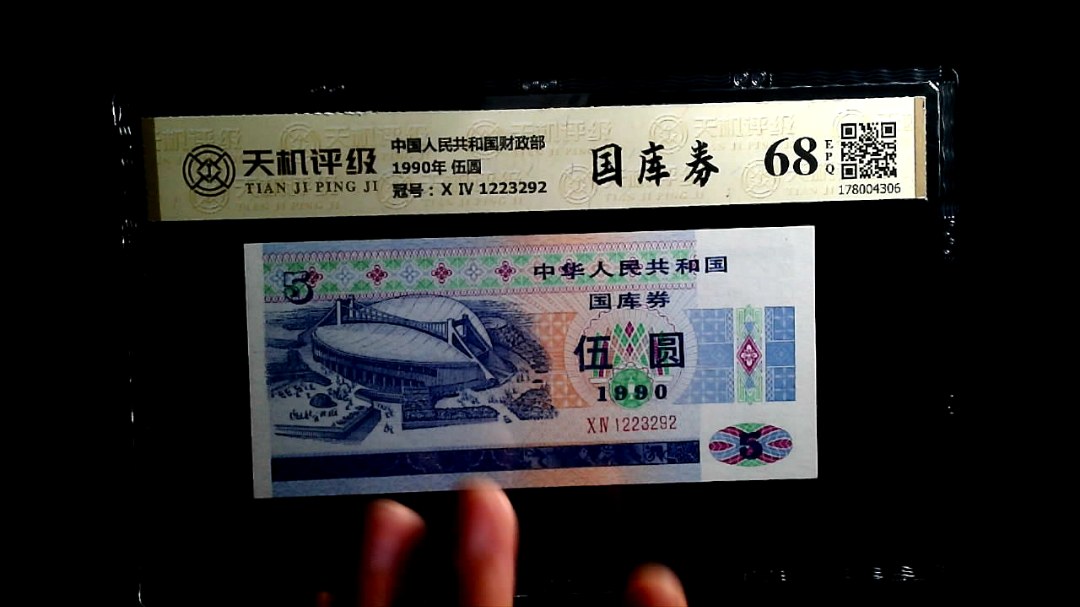 天机评级
TIAN JI PING JI
中国人民共和国财政部
1990年 伍圆
冠号：X IV 1223292
国库券
68
EPQ
178004306
5
中华人民共和国
国库券
伍 圆
1990
XIV 1223292
5